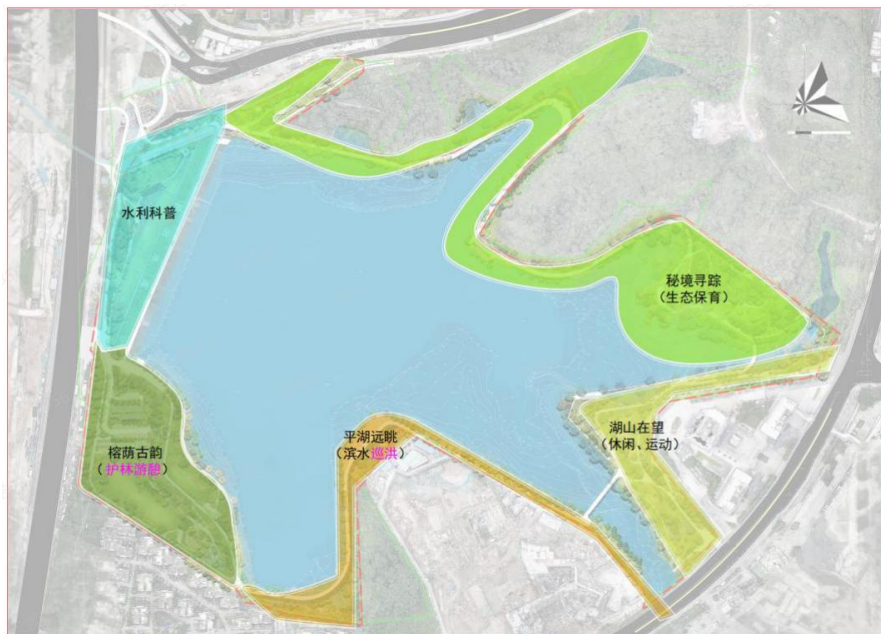 水利科普
秘境寻踪
（生态保育）
湖山在望
（休闲、运动）
平湖远眺
（滨水巡洪）
榕荫古韵
（护林游憩）